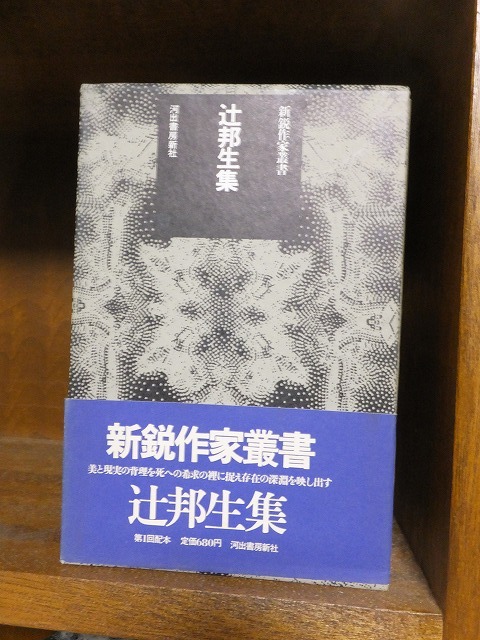 新鋭作家叢書
辻邦生集
河出書房新社
新鋭作家叢書
美と現実の背理を死への希求の裡に捉え存在の深淵を映し出す
辻邦生集
第1回配本 定価680円 河出書房新社